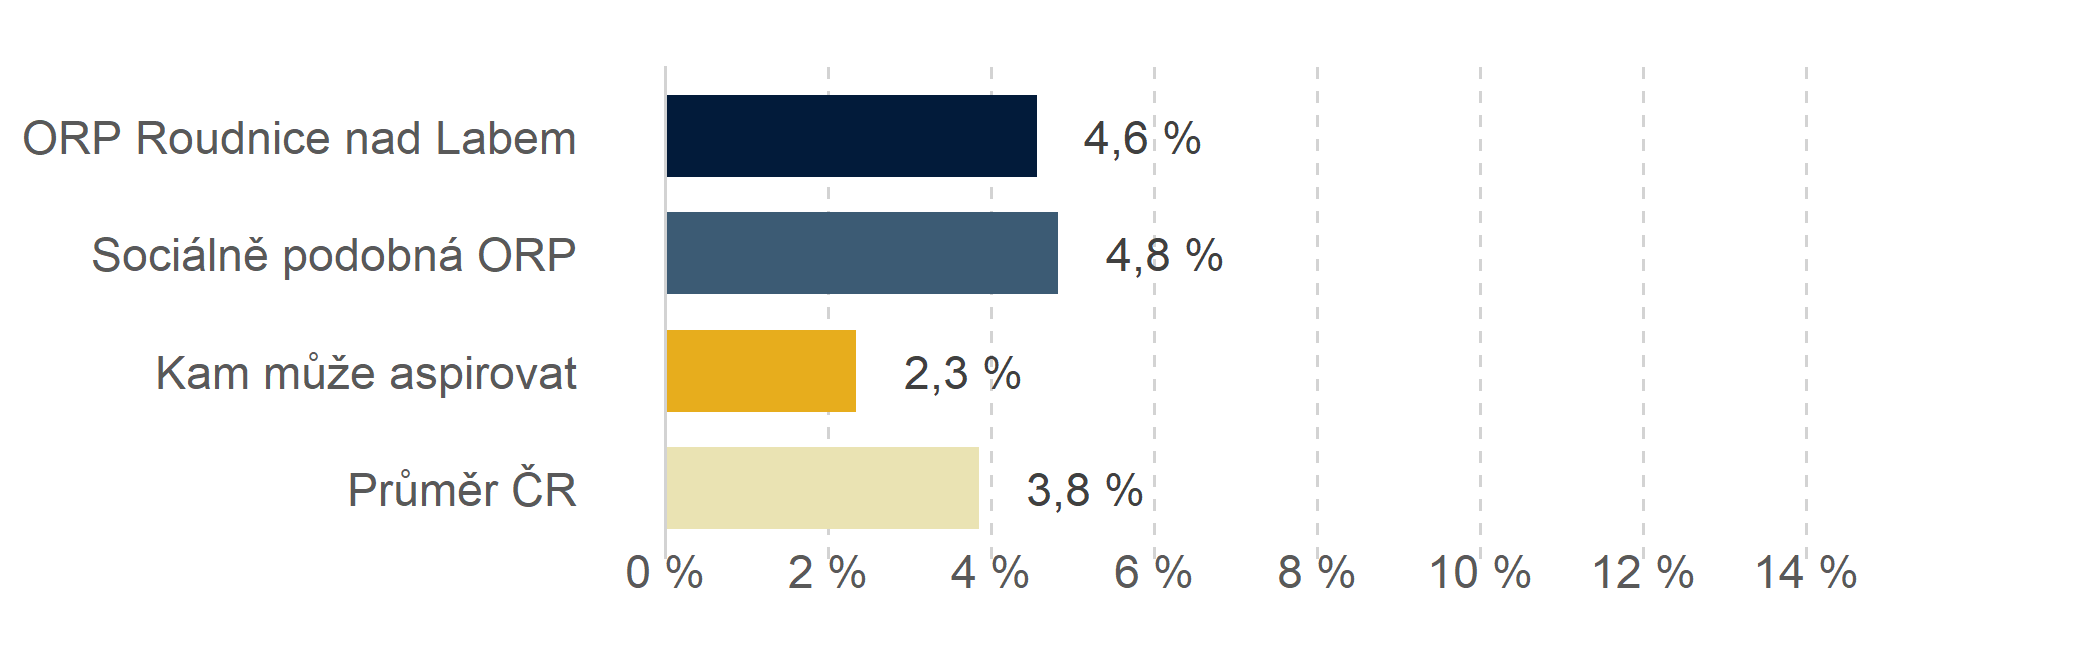 ORP Roudnice nad Labem 4,6 %
Sociálně podobná ORP 4,8 %
Kam může aspirovat 2,3 %
Průměr ČR 3,8 %
0 % 2 % 4 % 6 % 8 % 10 % 12 % 14 %